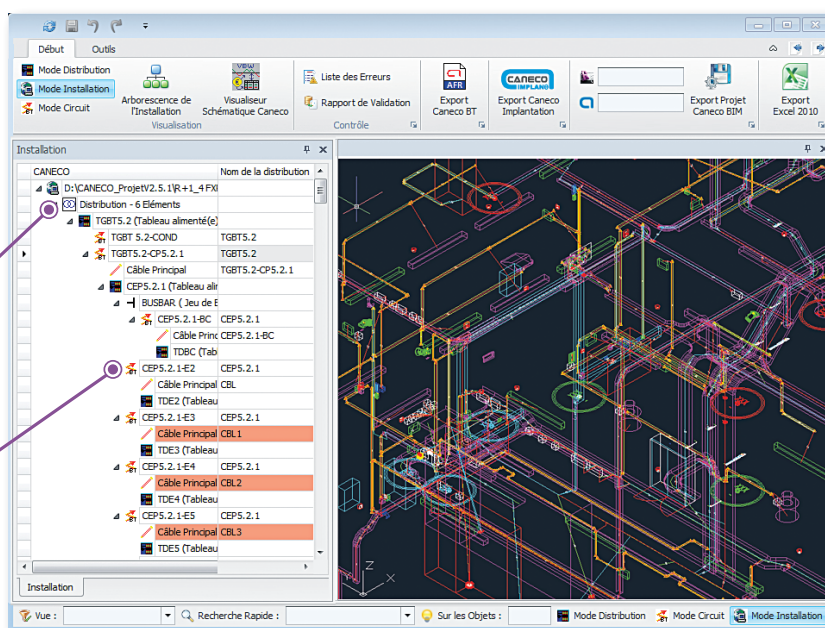 Début Outils
Mode Distribution
Mode Installation
Mode Circuit
Arborescence de
l'Installation
Visualiseur
Schématique Caneco
Visualisation
Liste des Erreurs
Rapport de Validation
Contrôle
AFR
Export
Caneco BT
CANECO
IMPLANO
Export Caneco
Implantation
Export Projet
Caneco BIM
Export
Excel 2010
Installation
CANECO Nom de la distribution
D:\CANECO_ProjetV2.5.1\R+1_4 FXI
Distribution - 6 Eléments
TGBT5.2 (Tableau alimenté(e)
TGBT 5.2-COND TGBT5.2
TGBT5.2-CP5.2.1 TGBT5.2
Câble Principal TGBT5.2-CP5.2.1
CEP5.2.1 (Tableau alir
BUSBAR ( Jeu de B
CEP5.2.1-BC CEP5.2.1
Câble Princ CEP5.2.1-BC
TDBC (Tab
CEP5.2.1-E2 CEP5.2.1
Câble Principal CBL
TDE2 (Tableau
CEP5.2.1-E3 CEP5.2.1
Câble Principal CBL1
TDE3 (Tableau
CEP5.2.1-E4 CEP5.2.1
Câble Principal CBL2
TDE4 (Tableau
CEP5.2.1-E5 CEP5.2.1
Câble Principal CBL3
TDE5 (Tableau
Z
X
Installation
Vue : Recherche Rapide : Sur les Objets : Mode Distribution Mode Circuit Mode Installation